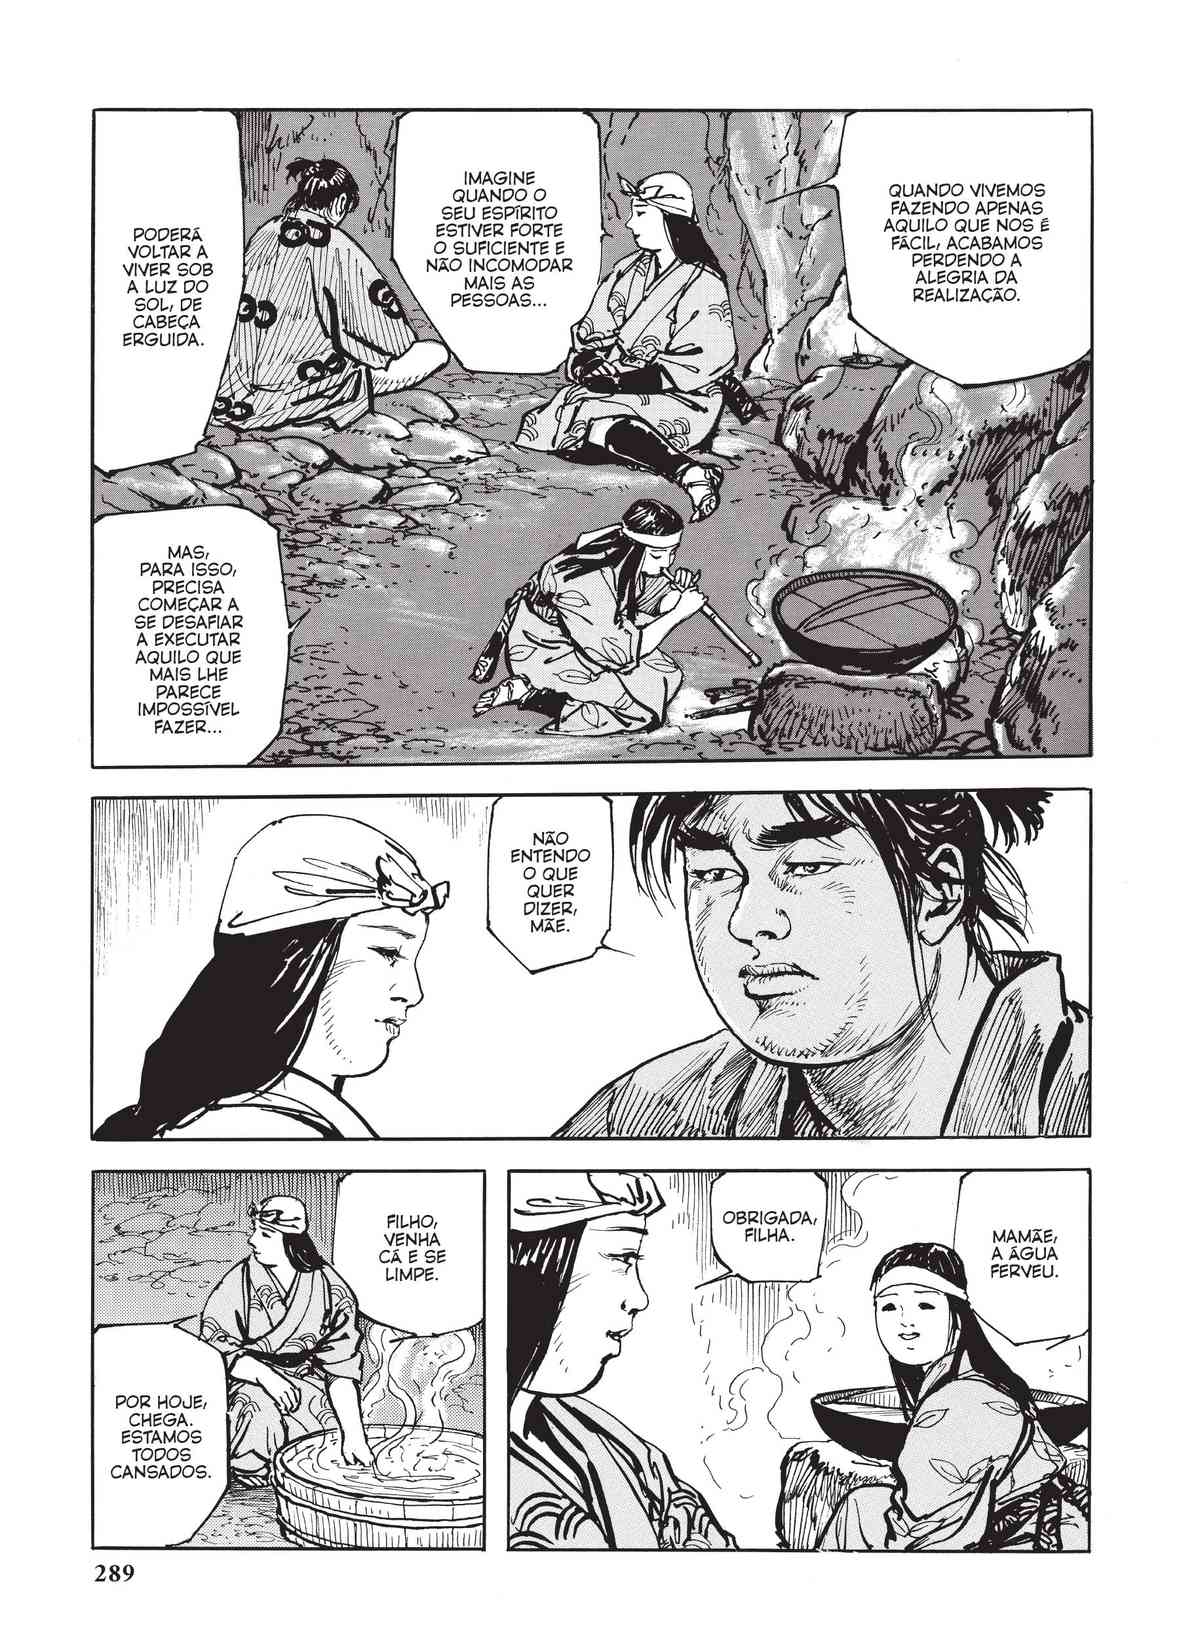 QUANDO VIVEMOS
FAZENDO APENAS
AQUILO QUE NOS É
FÁCIL, ACABAMOS
PERDENDO A
ALEGRIA DA
REALIZAÇÃO.
IMAGINE
QUANDO O
SEU ESPÍRITO
ESTIVER FORTE
O SUFICIENTE E
NÃO INCOMODAR
MAIS AS
PESSOAS...
PODERÁ
VOLTAR A
VIVER SOB
A LUZ DO
SOL, DE
CABEÇA
ERGUIDA.
MAS,
PARA ISSO,
PRECISA
COMEÇAR A
SE DESAFIAR
A EXECUTAR
AQUILO QUE
MAIS LHE
PARECE
IMPOSSÍVEL
FAZER...
NÃO
ENTENDO
O QUE
QUER
DIZER,
MÃE.
MAMÃE,
A ÁGUA
FERVEU.
OBRIGADA,
FILHA.
FILHO,
VENHA
CÁ E SE
LIMPE.
POR HOJE,
CHEGA.
ESTAMOS
TODOS
CANSADOS.
289